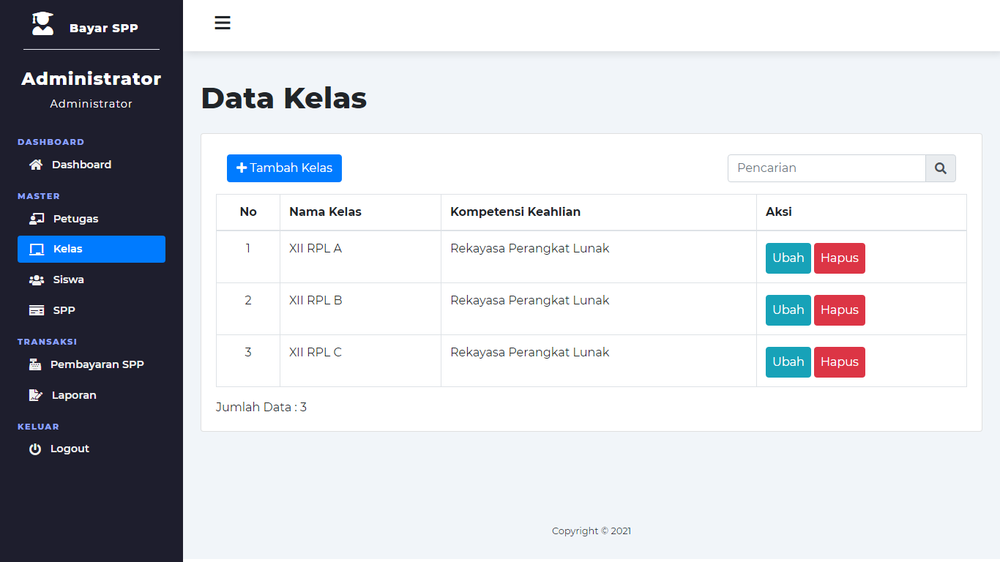 Bayar SPP
Administrator
Administrator
DASHBOARD
Dashboard
MASTER
Petugas
Kelas
Siswa
SPP
TRANSAKSI
Pembayaran SPP
Laporan
KELUAR
Logout
Data Kelas
Tambah Kelas
Pencarian
No Nama Kelas Kompetensi Keahlian Aksi
1 XII RPL A Rekayasa Perangkat Lunak Ubah Hapus
2 XII RPL B Rekayasa Perangkat Lunak Ubah Hapus
3 XII RPL C Rekayasa Perangkat Lunak Ubah Hapus
Jumlah Data : 3
Copyright © 2021